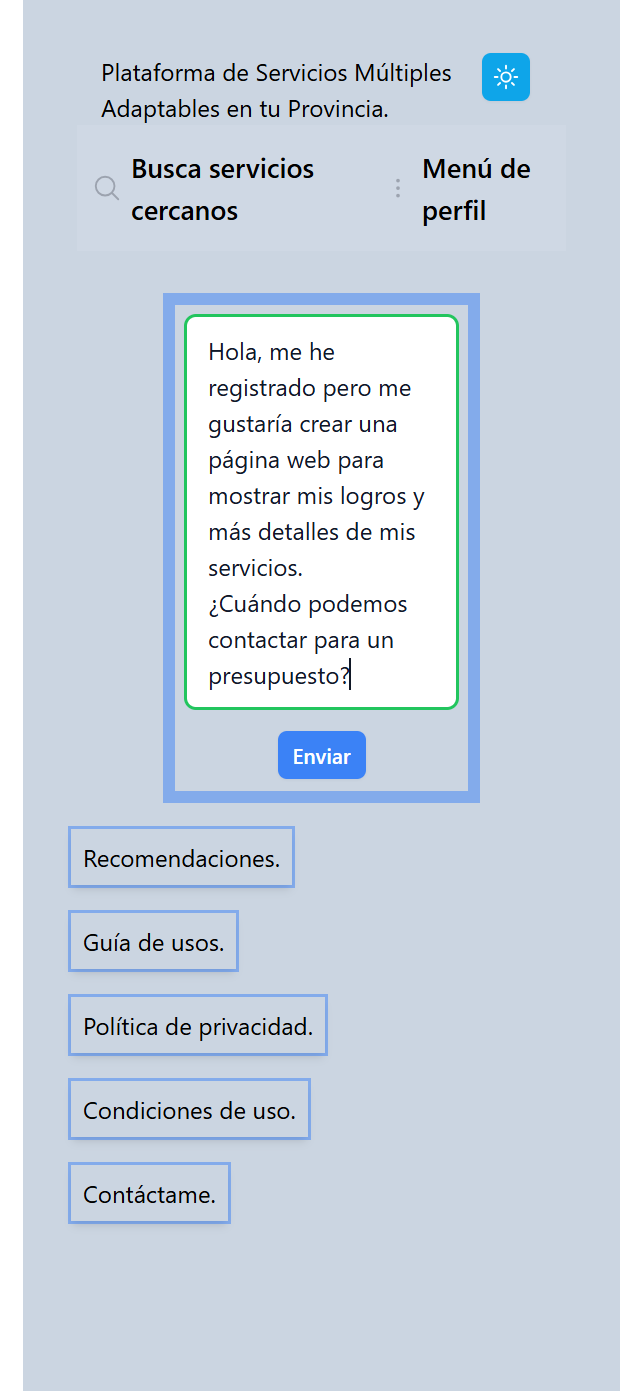 Plataforma de Servicios Múltiples
Adaptables en tu Provincia.
Busca servicios
cercanos
Menú de
perfil
Hola, me he
registrado pero me
gustaría crear una
página web para
mostrar mis logros y
más detalles de mis
servicios.
¿Cuándo podemos
contactar para un
presupuesto?
Enviar
Recomendaciones.
Guía de usos.
Política de privacidad.
Condiciones de uso.
Contáctame.